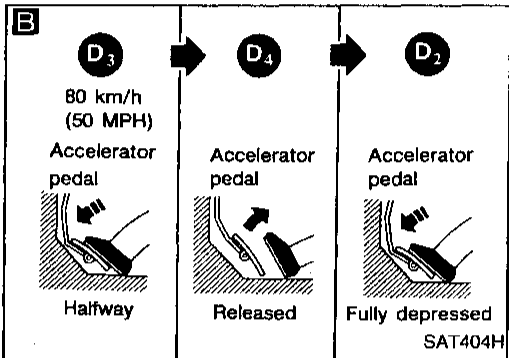 B
D3
80 km/h
(50 MPH)
Accelerator
pedal
Halfway
D4
Accelerator
pedal
Released
D2
Accelerator
pedal
Fully depressed
SAT404H